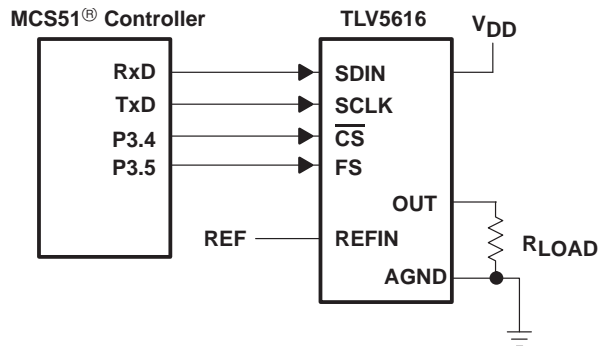 MCS51® Controller
TLV5616
VDD
RxD
SDIN
TxD
SCLK
P3.4
CS
P3.5
FS
OUT
REF
REFIN
RLOAD
AGND